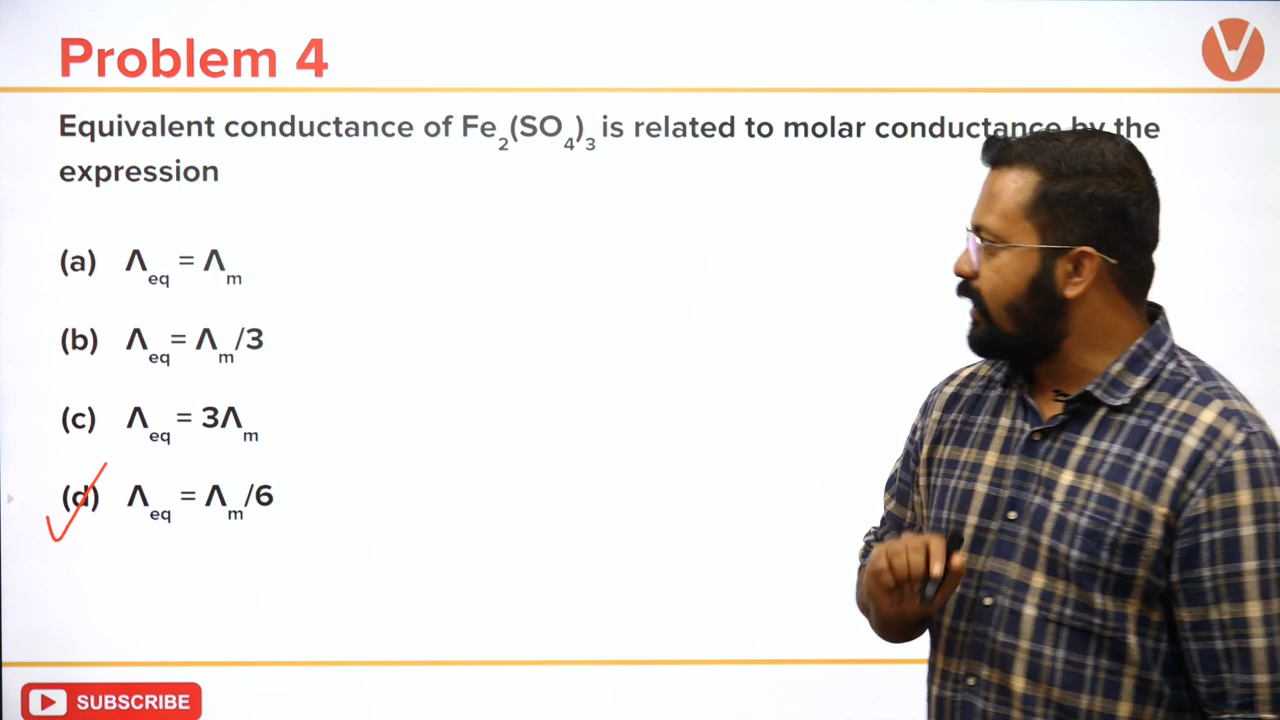 Problem 4
Equivalent conductance of Fe2(SO4)3 is related to molar conductance by the
expression
(a) Λeq = Λm
(b) Λeq = Λm/3
(c) Λeq = 3Λm
(d) Λeq = Λm/6
SUBSCRIBE